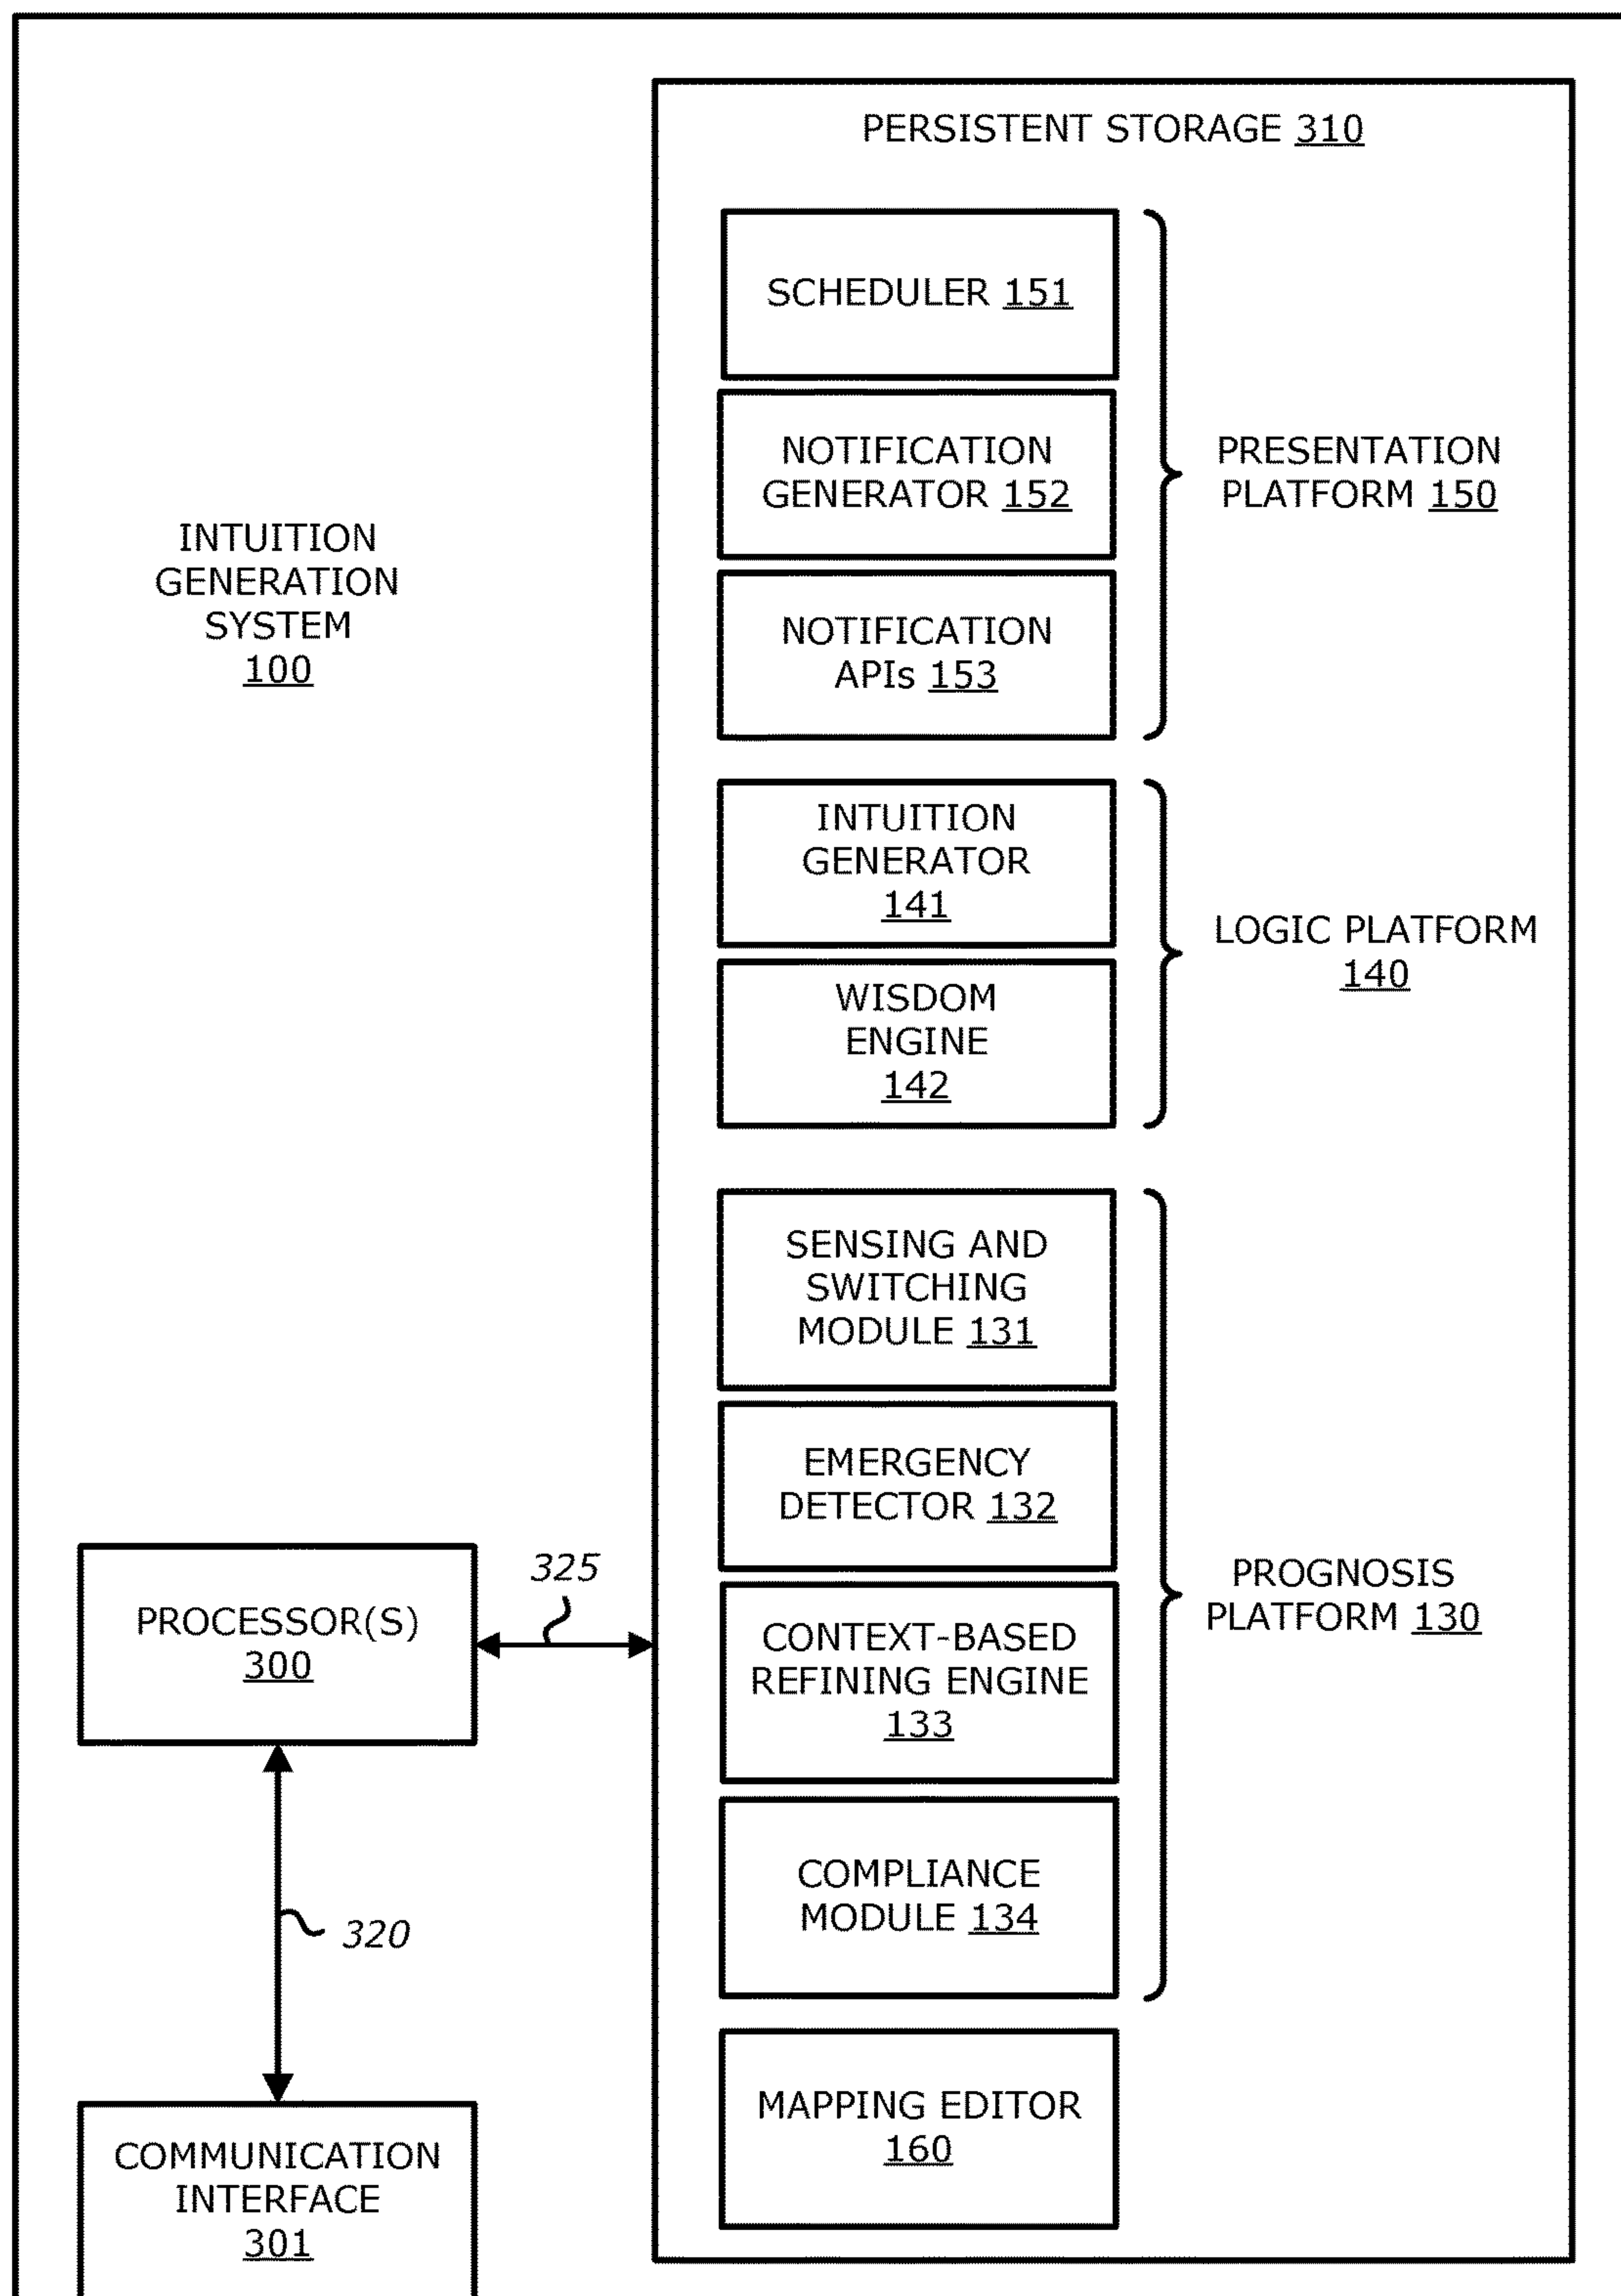 PERSISTENT STORAGE 310
SCHEDULER 151
NOTIFICATION
GENERATOR 152
NOTIFICATION
APIs 153
PRESENTATION
PLATFORM 150
INTUITION
GENERATION
SYSTEM
100
INTUITION
GENERATOR
141
WISDOM
ENGINE
142
LOGIC PLATFORM
140
SENSING AND
SWITCHING
MODULE 131
EMERGENCY
DETECTOR 132
CONTEXT-BASED
REFINING ENGINE
133
COMPLIANCE
MODULE 134
PROGNOSIS
PLATFORM 130
PROCESSOR(S)
300
325
320
MAPPING EDITOR
160
COMMUNICATION
INTERFACE
301